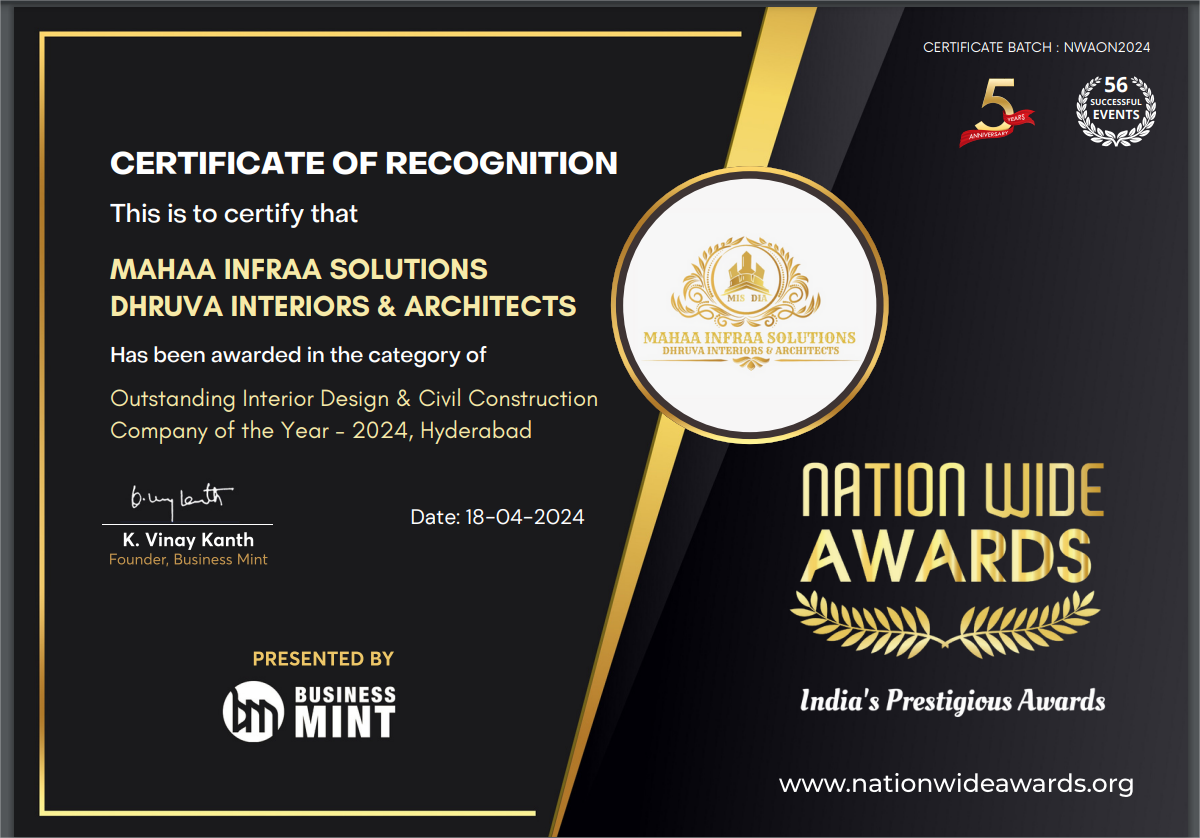 CERTIFICATE BATCH : NWAON2024
5
YEARS
ANNIVERSARY
56
SUCCESSFUL
EVENTS
CERTIFICATE OF RECOGNITION
This is to certify that
MAHAA INFRAA SOLUTIONS
DHRUVA INTERIORS & ARCHITECTS
Has been awarded in the category of
Outstanding Interior Design & Civil Construction
Company of the Year - 2024, Hyderabad
MIS DIA
MAHAA INFRAA SOLUTIONS
DHRUVA INTERIORS & ARCHITECTS
K. Vinay Kanth
Founder, Business Mint
Date: 18-04-2024
PRESENTED BY
bm
BUSINESS
MINT
NATION WIDE
AWARDS
India's Prestigious Awards
www.nationwideawards.org